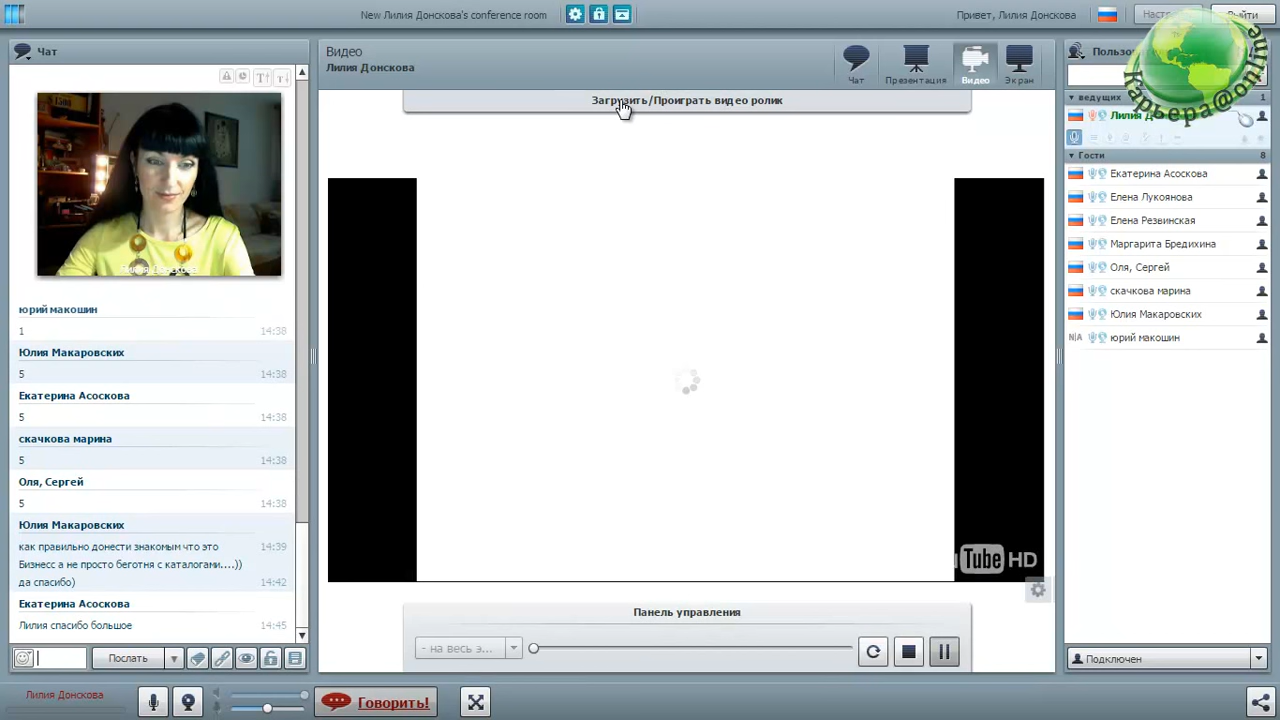 New Лилия Донскова's conference room
Привет, Лилия Донскова
Выйти
Карьера@online
Чат
юрий макошин
1 14:38
Юлия Макаровских
5 14:38
Екатерина Асоскова
5 14:38
скачкова марина
5 14:38
Оля, Сергей
5 14:38
Юлия Макаровских
как правильно донести знакомым что это 14:39
Бизнесс а не просто беготня с каталогами....))
да спасибо) 14:42
Екатерина Асоскова
Лилия спасибо большое 14:45
Послать
Лилия Донскова
Говорить!
Видео
Лилия Донскова
Чат
Презентация
Видео
Экран
Загрузить/Проиграть видео ролик
Tube HD
Панель управления
- на весь э...
ведущих 1
Гости 8
Екатерина Асоскова
Елена Лукоянова
Елена Резвинская
Маргарита Бредихина
Оля, Сергей
скачкова марина
Юлия Макаровских
N|A юрий макошин
Подключен